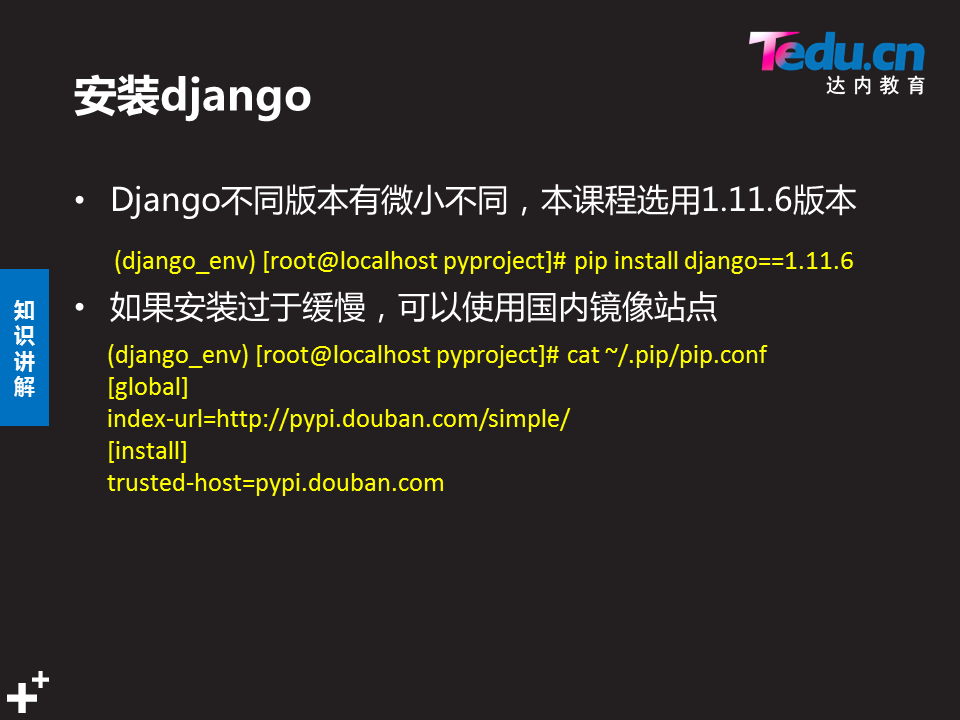 Tedu.cn
达内教育
安装django
• Django不同版本有微小不同，本课程选用1.11.6版本
(django_env) [root@localhost pyproject]# pip install django==1.11.6
• 如果安装过于缓慢，可以使用国内镜像站点
(django_env) [root@localhost pyproject]# cat ~/.pip/pip.conf
[global]
index-url=http://pypi.douban.com/simple/
[install]
trusted-host=pypi.douban.com
知
识
讲
解